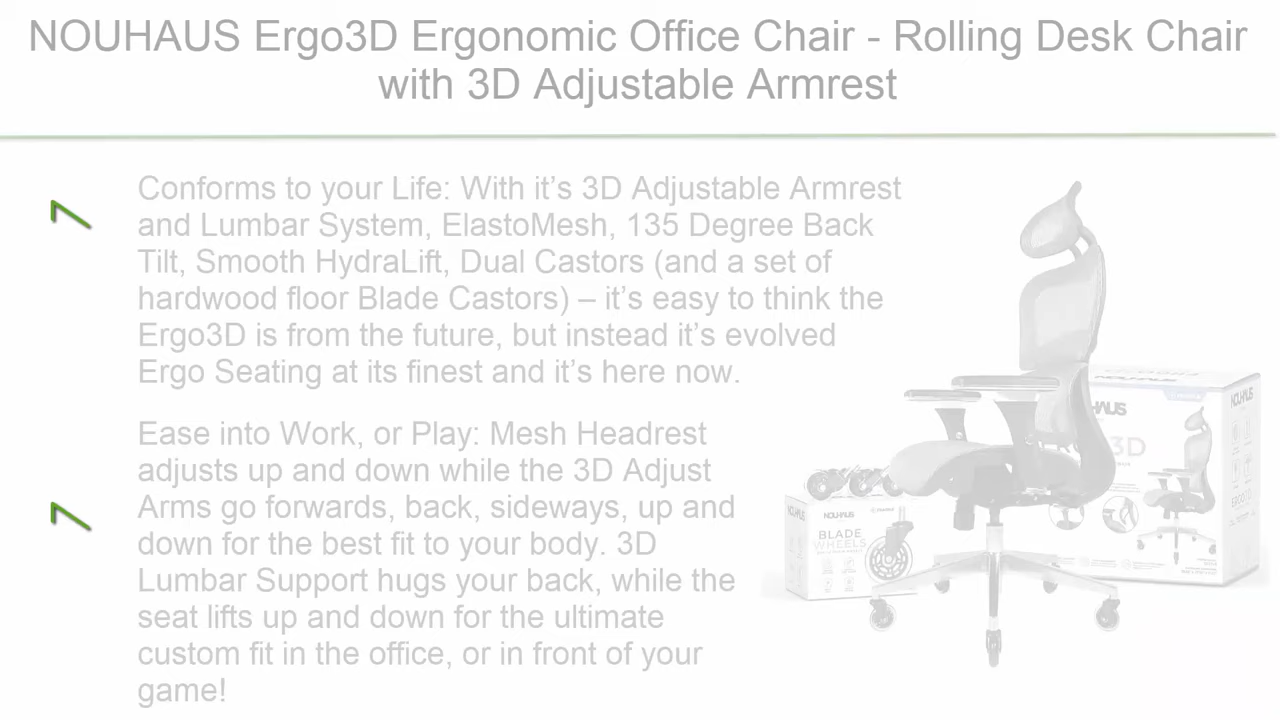 NOUHAUS Ergo3D Ergonomic Office Chair - Rolling Desk Chair
with 3D Adjustable Armrest
Conforms to your Life: With it’s 3D Adjustable Armrest
and Lumbar System, ElastoMesh, 135 Degree Back
Tilt, Smooth HydraLift, Dual Castors (and a set of
hardwood floor Blade Castors) – it’s easy to think the
Ergo3D is from the future, but instead it’s evolved
Ergo Seating at its finest and it’s here now.
Ease into Work, or Play: Mesh Headrest
adjusts up and down while the 3D Adjust
Arms go forwards, back, sideways, up and
down for the best fit to your body. 3D
Lumbar Support hugs your back, while the
seat lifts up and down for the ultimate
custom fit in the office, or in front of your
game!
NOUHAUS
NOUHAUS
3D
NOUHAUS
BLADE
WHEELS